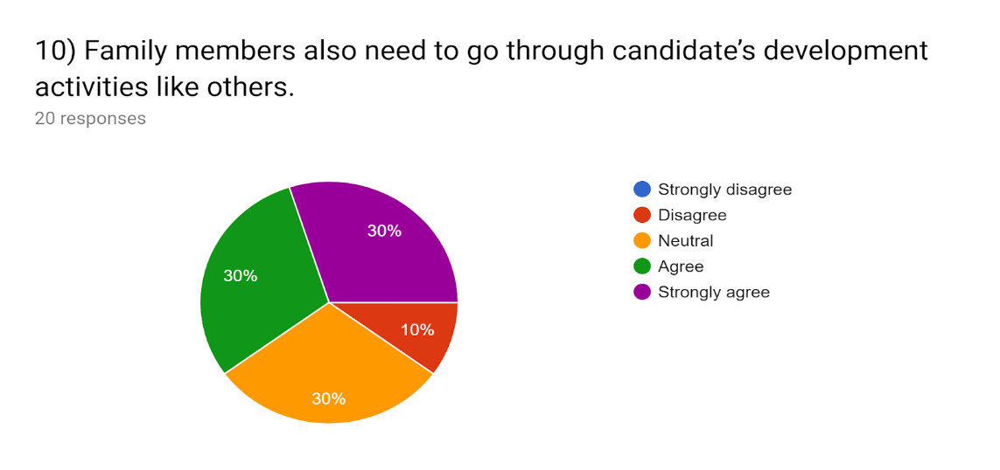 10) Family members also need to go through candidate’s development
activities like others.
20 responses
30%
30%
10%
30%
Strongly disagree
Disagree
Neutral
Agree
Strongly agree